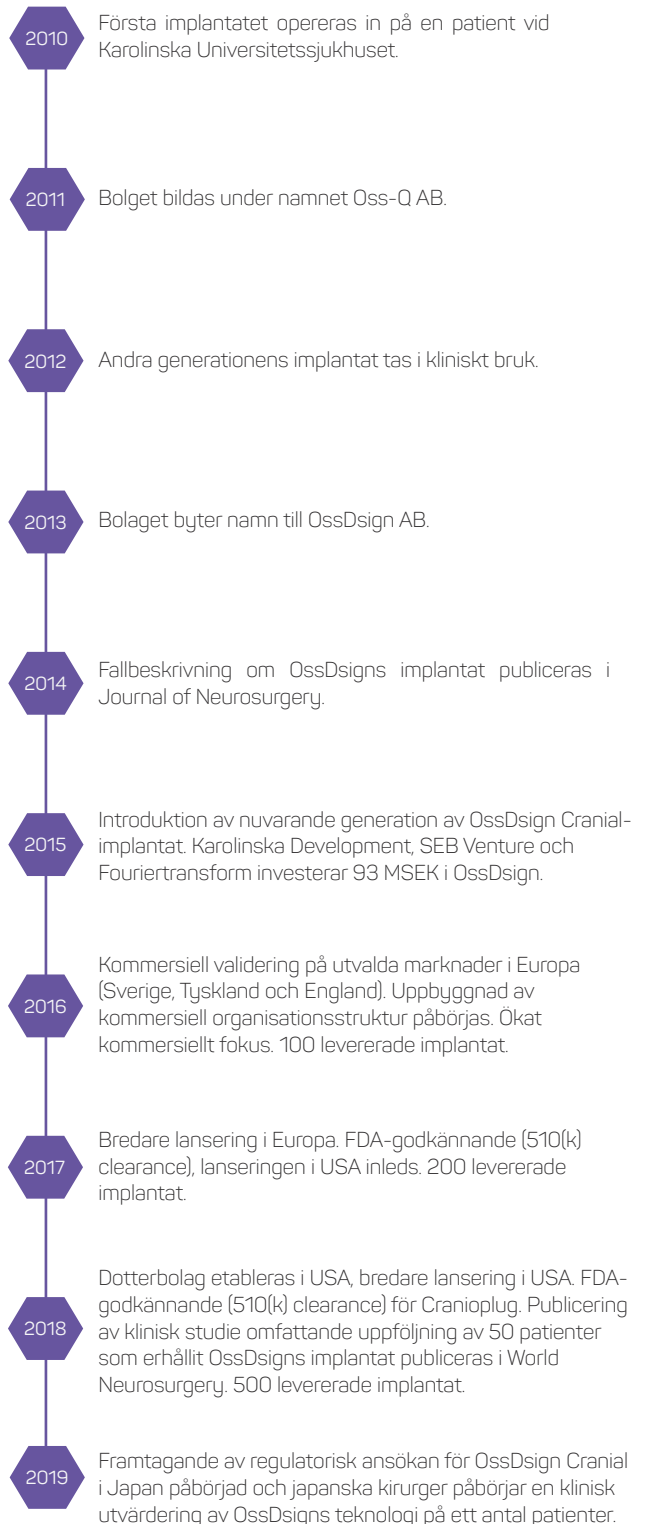 2010
Första implantatet opereras in på en patient vid
Karolinska Universitetssjukhuset.
2011
Bolget bildas under namnet Oss-Q AB.
2012
Andra generationens implantat tas i kliniskt bruk.
2013
Bolaget byter namn till OssDsign AB.
2014
Fallbeskrivning om OssDsigns implantat publiceras i
Journal of Neurosurgery.
2015
Introduktion av nuvarande generation av OssDsign Cranial-
implantat. Karolinska Development, SEB Venture och
Fouriertransform investerar 93 MSEK i OssDsign.
2016
Kommersiell validering på utvalda marknader i Europa
(Sverige, Tyskland och England). Uppbyggnad av
kommersiell organisationsstruktur påbörjas. Ökat
kommersiellt fokus. 100 levererade implantat.
2017
Bredare lansering i Europa. FDA-godkännande (510(k)
clearance), lanseringen i USA inleds. 200 levererade
implantat.
2018
Dotterbolag etableras i USA, bredare lansering i USA. FDA-
godkännande (510(k) clearance) för Cranioplug. Publicering
av klinisk studie omfattande uppföljning av 50 patienter
som erhållit OssDsigns implantat publiceras i World
Neurosurgery. 500 levererade implantat.
2019
Framtagande av regulatorisk ansökan för OssDsign Cranial
i Japan påbörjad och japanska kirurger påbörjar en klinisk
utvärdering av OssDsigns teknologi på ett antal patienter.